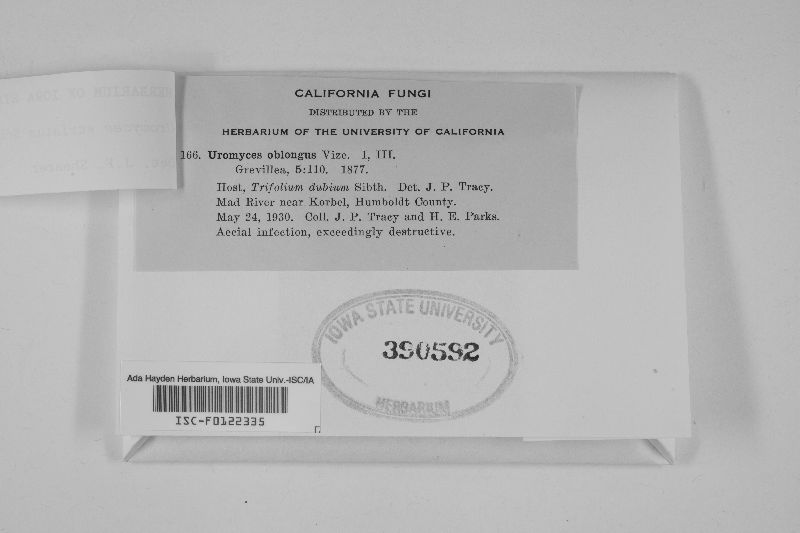 CALIFORNIA FUNGI
DISTRIBUTED BY THE
HERBARIUM OF THE UNIVERSITY OF CALIFORNIA
166. Uromyces oblongus Vize. I, III.
Grevillea, 5:110. 1877.
Host, Trifolium dubium Sibth. Det. J. P. Tracy.
Mad River near Korbel, Humboldt County.
May 24, 1930. Coll. J. P. Tracy and H. E. Parks.
Aecial infection, exceedingly destructive.
IOWA STATE UNIVERSITY
390592
HERBARIUM
Ada Hayden Herbarium, Iowa State Univ.-ISC/IA
ISC-F0122335